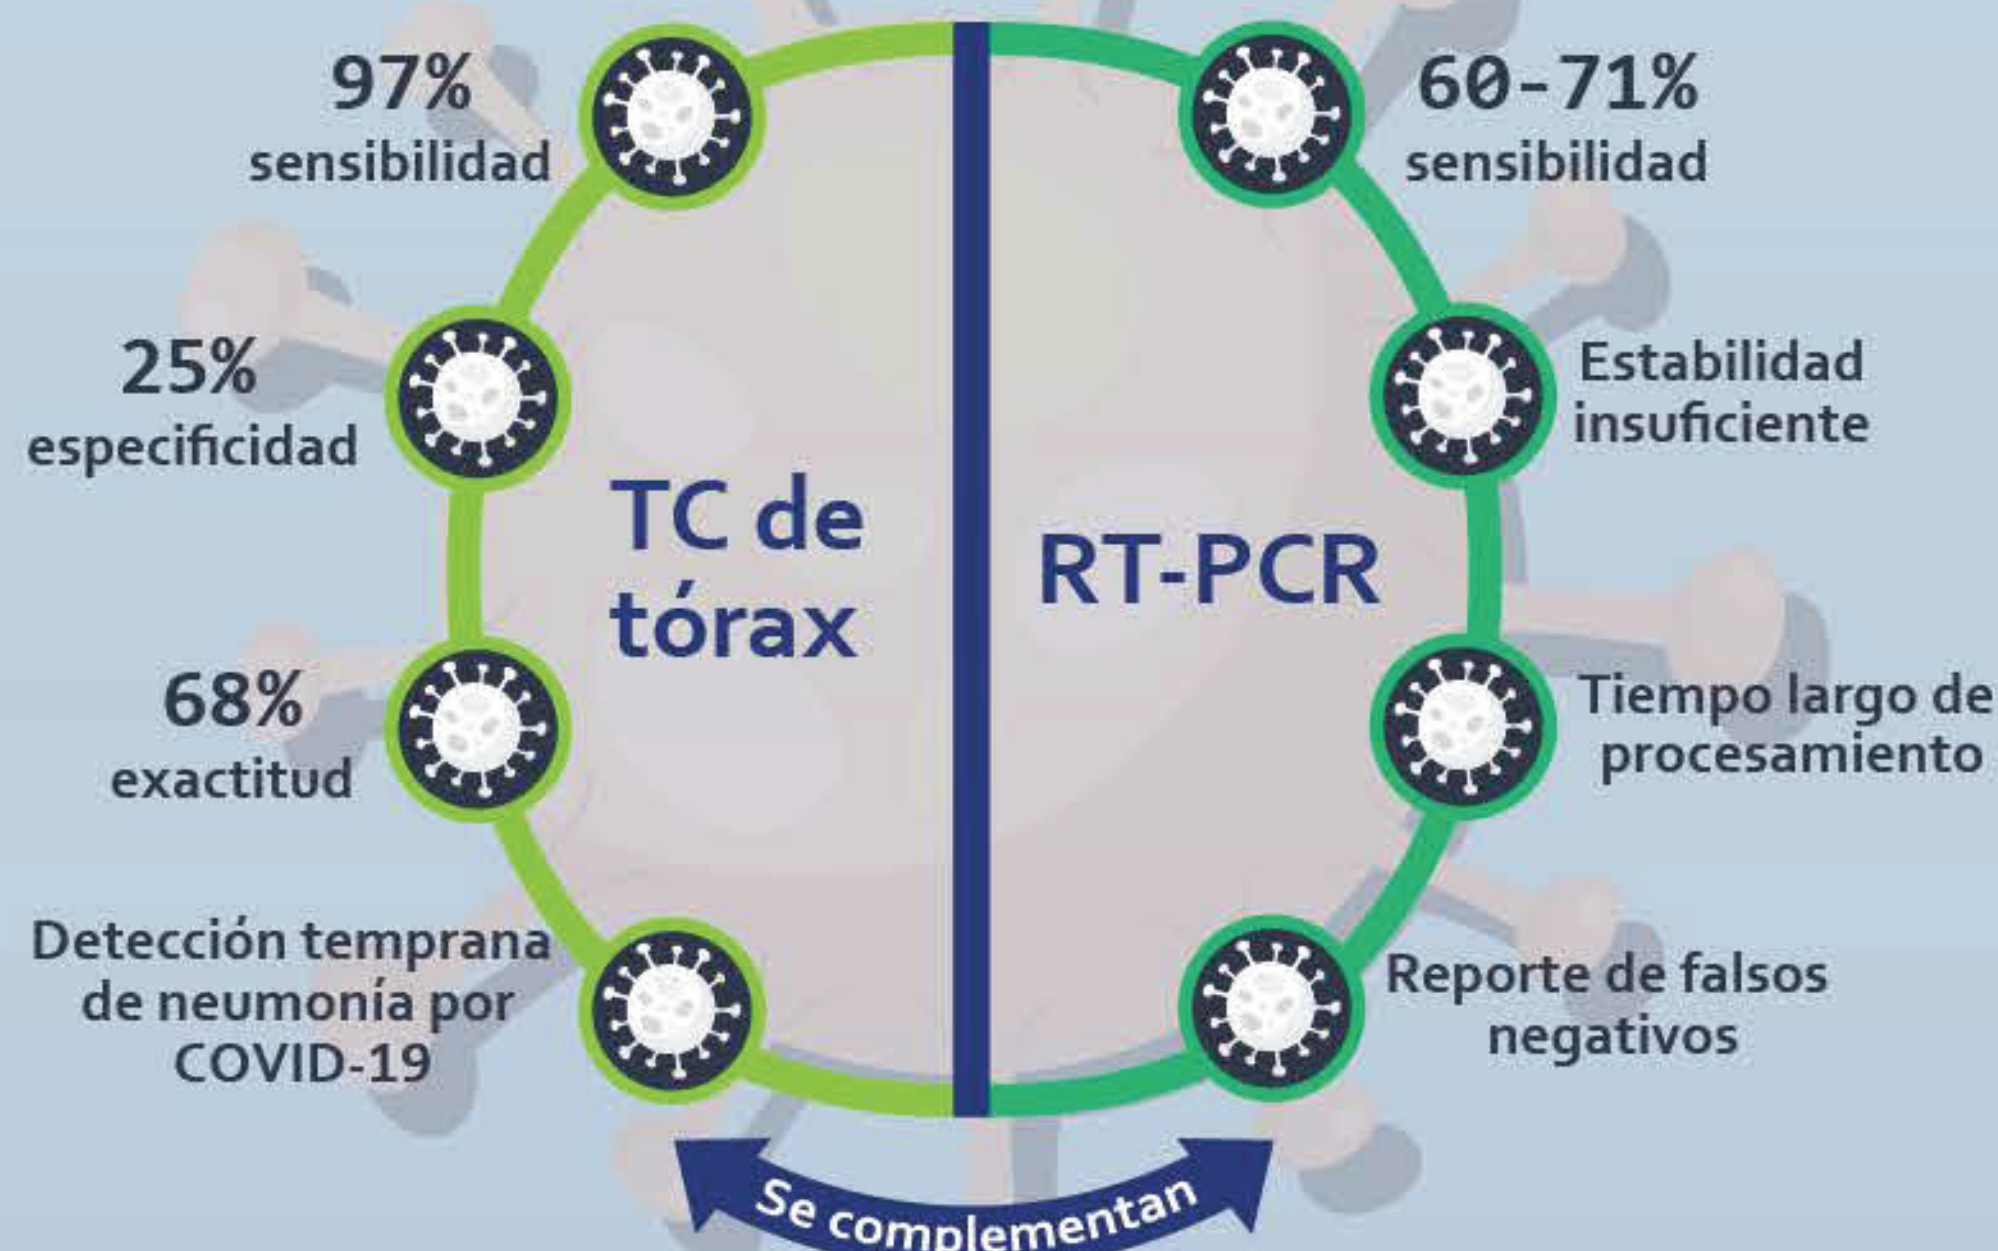 97%
sensibilidad
25%
especificidad
68%
exactitud
Detección temprana
de neumonía por
COVID-19
TC de
tórax
RT-PCR
60-71%
sensibilidad
Estabilidad
insuficiente
Tiempo largo de
procesamiento
Reporte de falsos
negativos
Se complementan